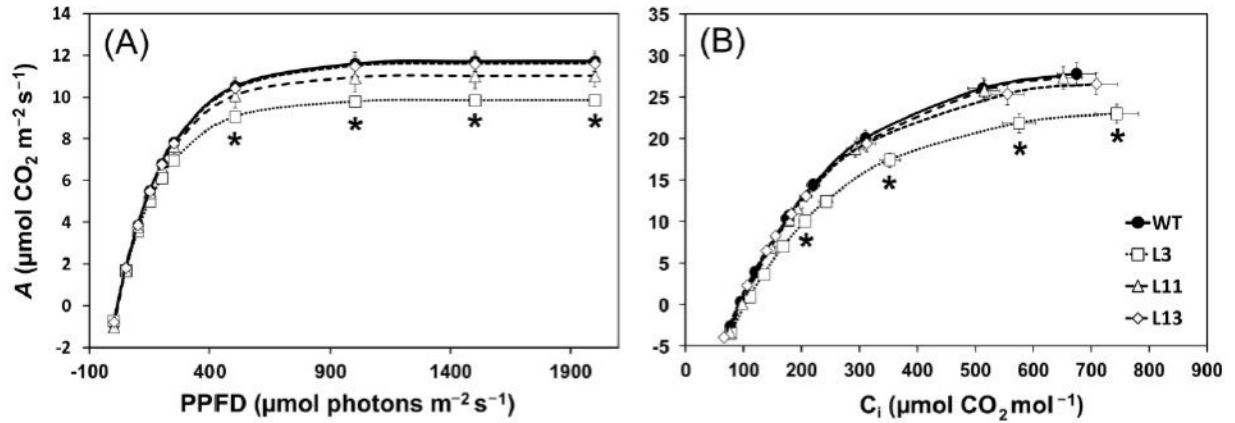 (A)
14
12
10
8
6
4
2
0
-2
-100 400 900 1400 1900
A (μmol CO₂ m⁻² s⁻¹)
PPFD (μmol photons m⁻² s⁻¹)
* * * *
(B)
35
30
25
20
15
10
5
0
-5
0 100 200 300 400 500 600 700 800 900
Cᵢ (μmol CO₂ mol⁻¹)
* * * *
WT
L3
L11
L13